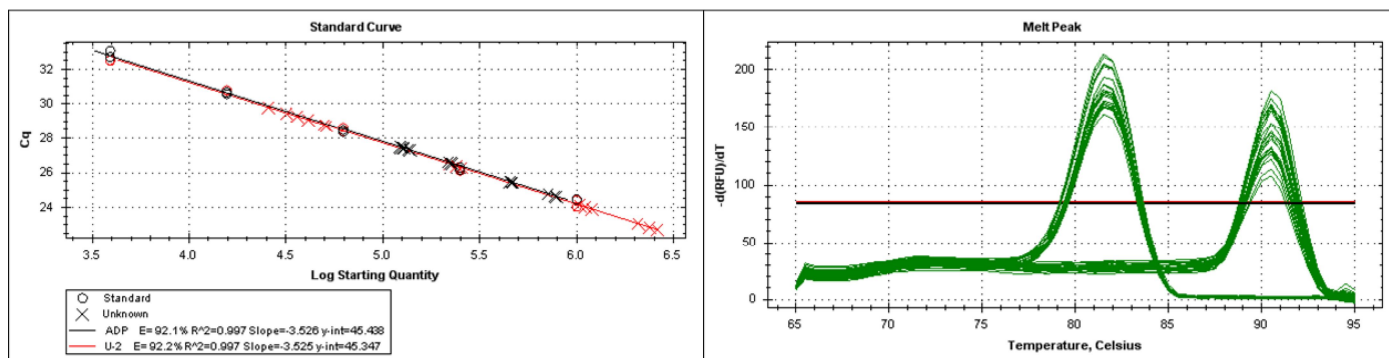 Standard Curve
32
30
28
26
24
Cq
3.5 4.0 4.5 5.0 5.5 6.0 6.5
Log Starting Quantity
Standard
Unknown
ADP E= 92.1% R^2=0.997 Slope=-3.526 y-int=45.438
U-2 E= 92.2% R^2=0.997 Slope=-3.525 y-int=45.347
Melt Peak
200
150
100
50
0
-d(RFU)/dT
65 70 75 80 85 90 95
Temperature, Celsius